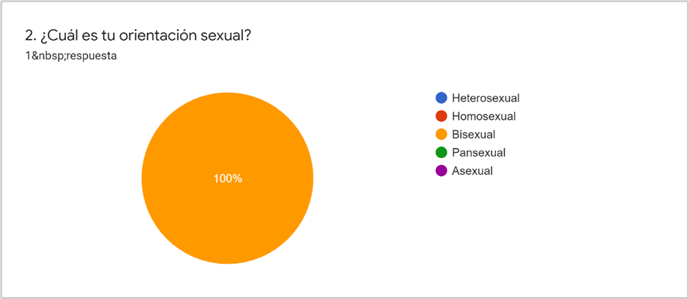 2. ¿Cuál es tu orientación sexual?
1&nbsp;respuesta
Heterosexual
Homosexual
Bisexual
Pansexual
Asexual
100%